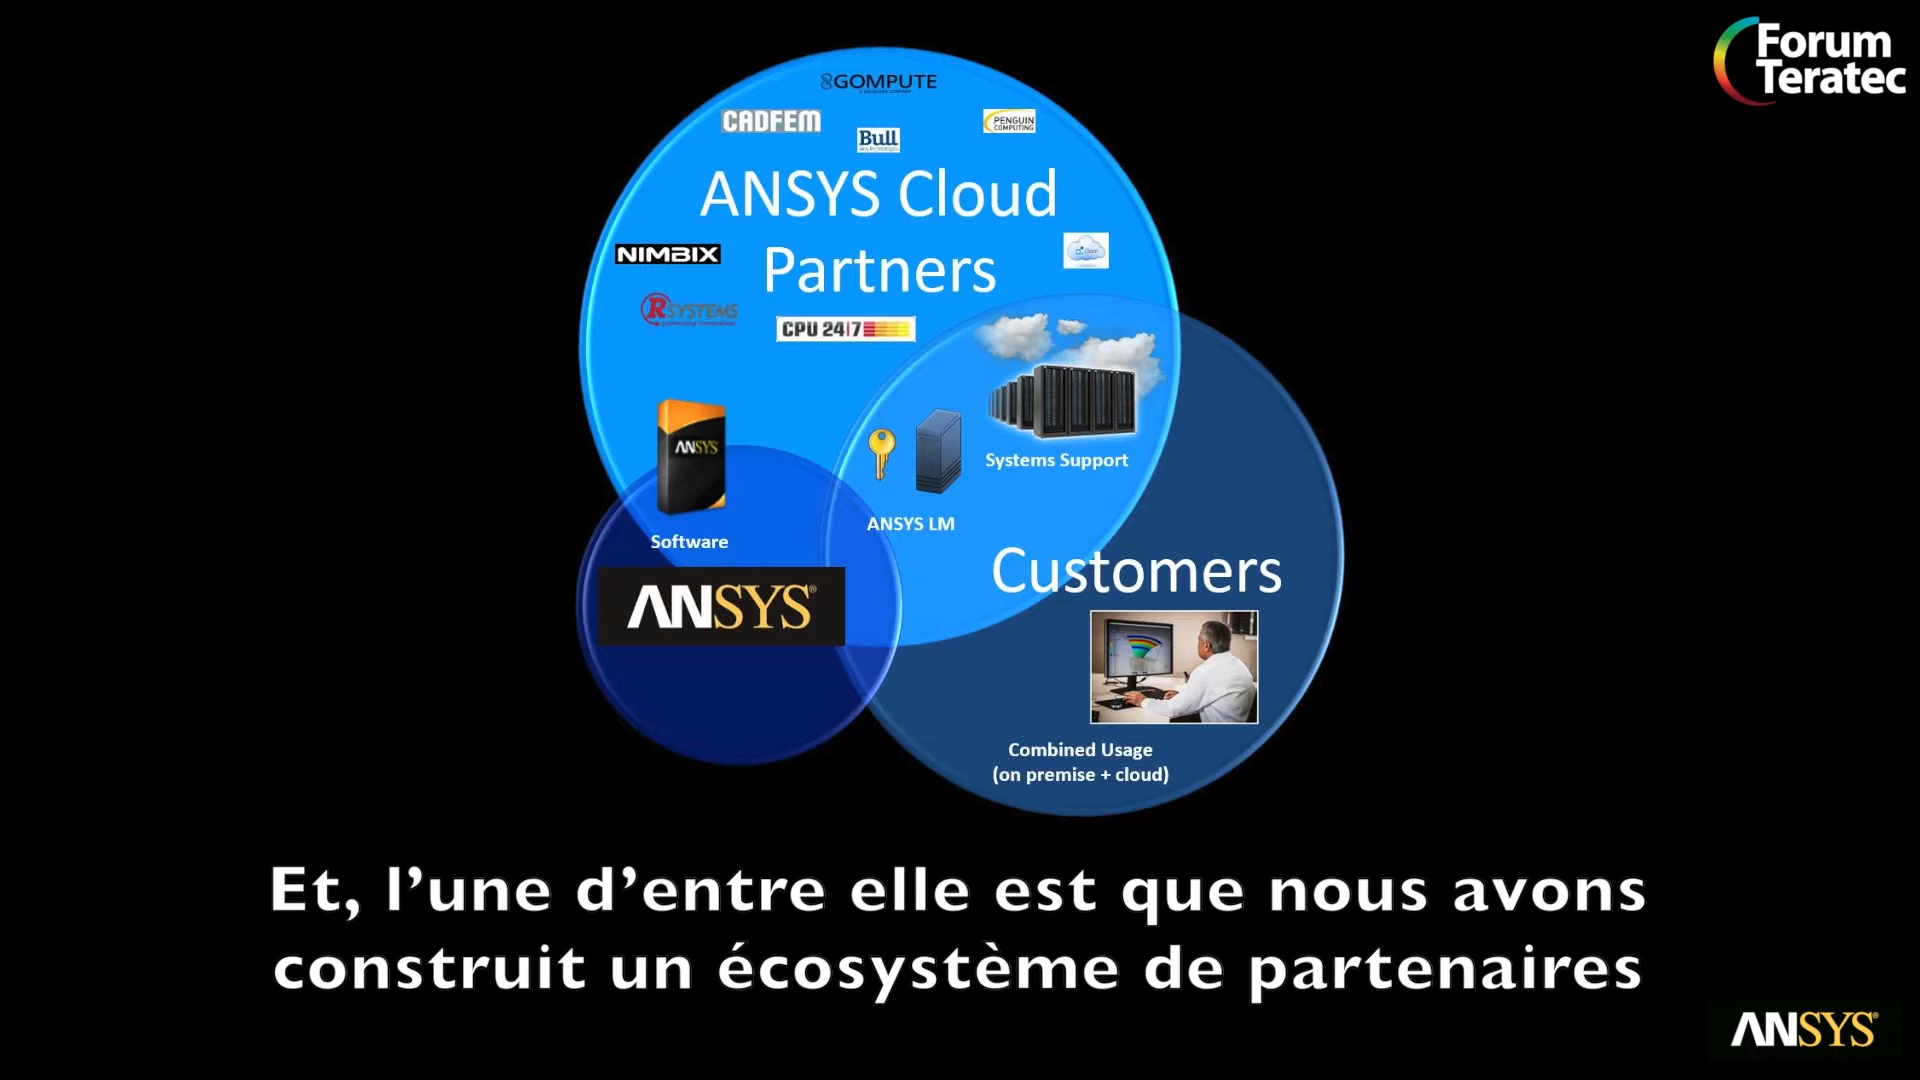 Forum
Teratec
GOMPUTE
CADFEM
Bull
PENGUIN
COMPUTING
ANSYS Cloud
Partners
NIMBIX
RSYSTEMS
CPU 24|7
ANSYS
Systems Support
ANSYS LM
Software
Customers
ANSYS®
Combined Usage
(on premise + cloud)
Et, l’une d’entre elle est que nous avons
construit un écosystème de partenaires
ANSYS®